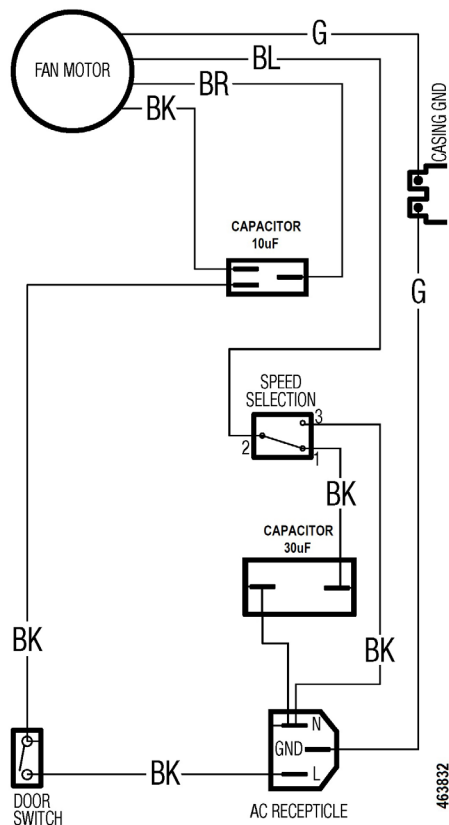 G
BL
FAN MOTOR
BR
BK
CASING GND
CAPACITOR
10uF
G
SPEED
SELECTION
3
2
1
BK
CAPACITOR
30uF
BK
BK
N
GND
L
BK
DOOR
SWITCH
AC RECEPTICLE
463832